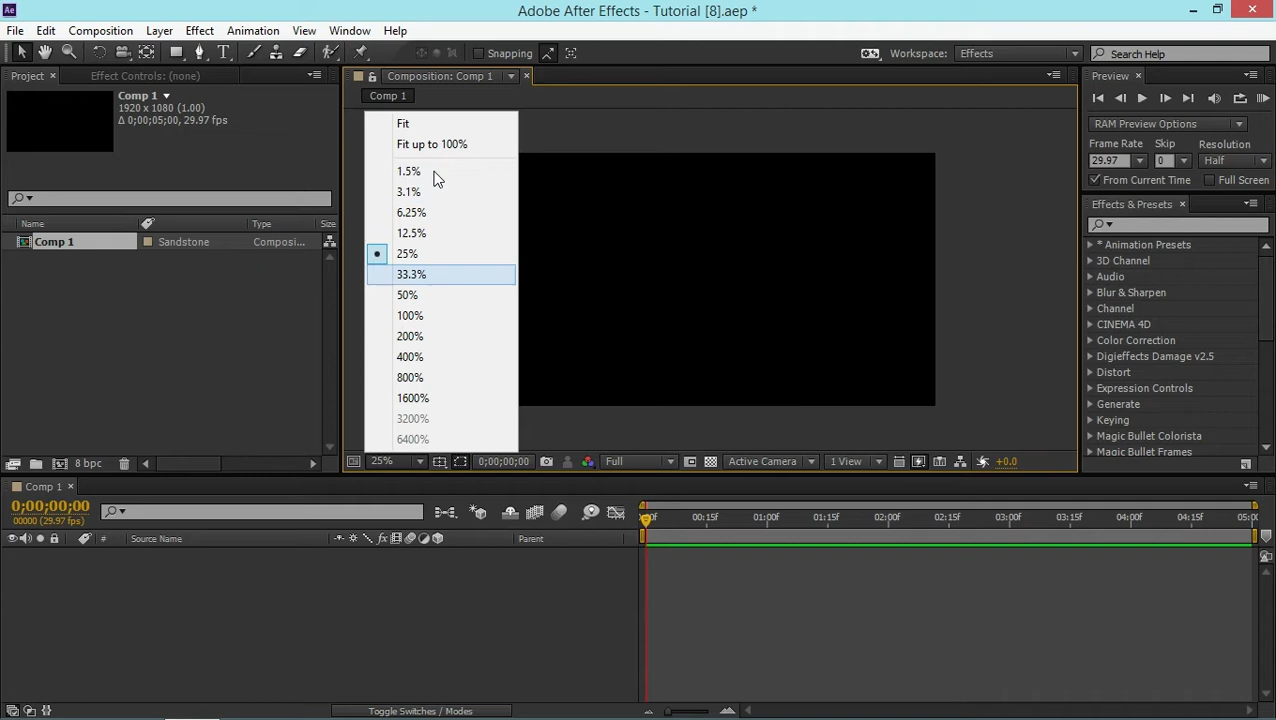 Ae
Adobe After Effects - Tutorial [8].aep *
File Edit Composition Layer Effect Animation View Window Help
Snapping
Workspace: Effects
Search Help
Project
Effect Controls: (none)
Comp 1
1920 x 1080 (1.00)
Δ 0;00;05;00, 29.97 fps
Name Type Size
Comp 1 Sandstone Composi...
8 bpc
Composition: Comp 1
Comp 1
Fit
Fit up to 100%
1.5%
3.1%
6.25%
12.5%
25%
33.3%
50%
100%
200%
400%
800%
1600%
3200%
6400%
25% 0;00;00;00 Full Active Camera 1 View +0.0
Preview
RAM Preview Options
Frame Rate Skip Resolution
29.97 0 Half
From Current Time Full Screen
Effects & Presets
* Animation Presets
3D Channel
Audio
Blur & Sharpen
Channel
CINEMA 4D
Color Correction
Digieffects Damage v2.5
Distort
Expression Controls
Generate
Keying
Magic Bullet Colorista
Magic Bullet Frames
Comp 1
0;00;00;00
00000 (29.97 fps)
# Source Name fx Parent
00:15f 01:00f 01:15f 02:00f 02:15f 03:00f 03:15f 04:00f 04:15f
Toggle Switches / Modes